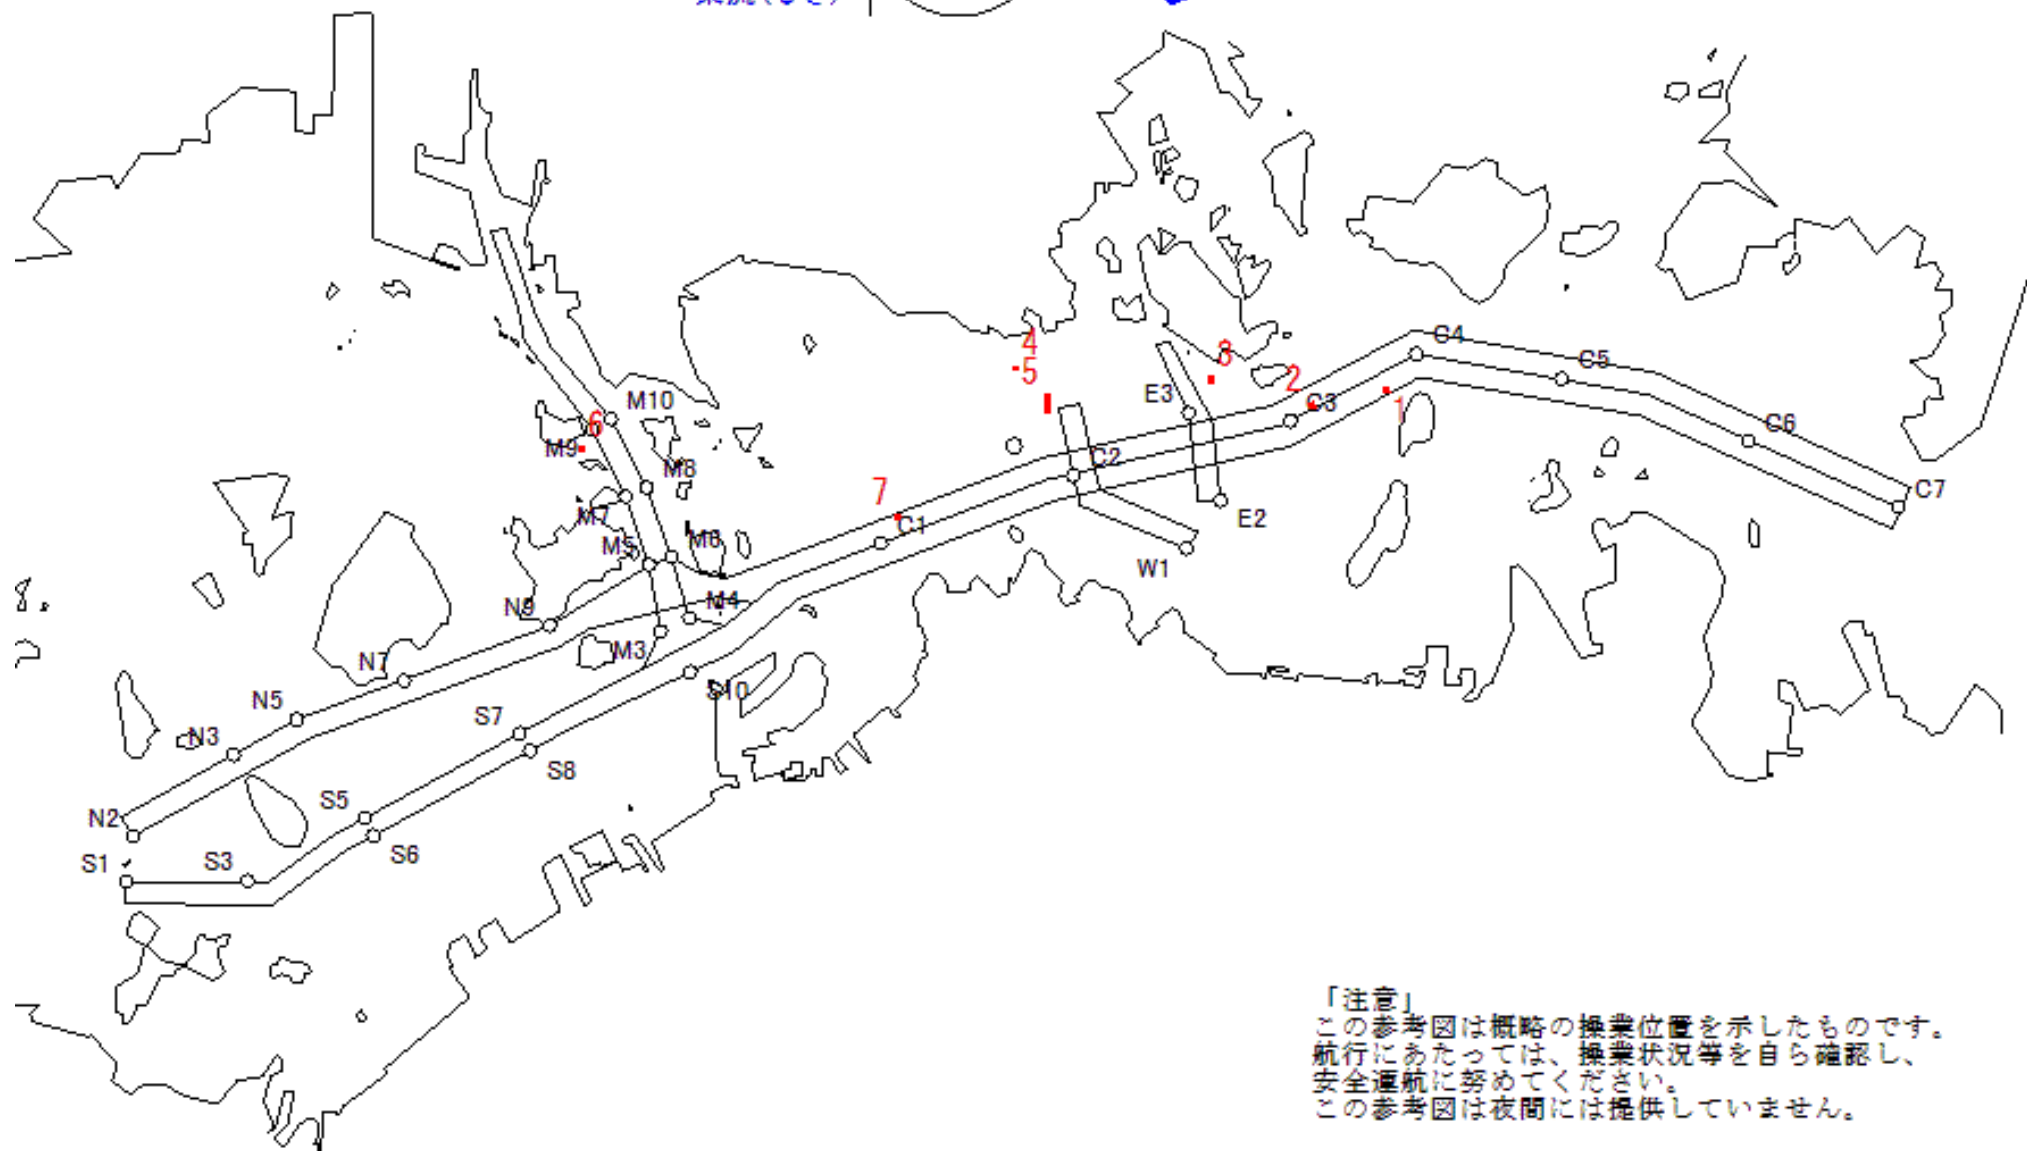 4
C4
5
C5
3
2
E3
C3
1
M10
6
C6
M9
C2
M8
C7
7
E2
M7
C1
M6
M5
W1
N9
M4
M3
N7
S10
N5
S7
N3
S8
S5
N2
S6
S1
S3
「注意」
この参考図は概略の操業位置を示したものです。
航行にあたっては、操業状況等を自ら確認し、
安全運航に努めてください。
この参考図は夜間には提供していません。